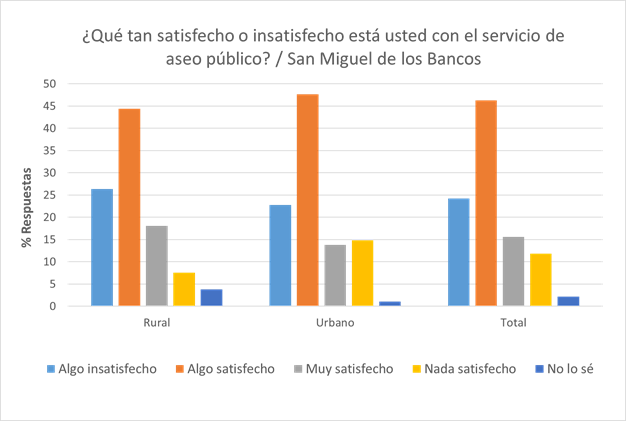 ¿Qué tan satisfecho o insatisfecho está usted con el servicio de
aseo público? / San Miguel de los Bancos
% Respuestas
50
45
40
35
30
25
20
15
10
5
0
Rural
Urbano
Total
Algo insatisfecho
Algo satisfecho
Muy satisfecho
Nada satisfecho
No lo sé